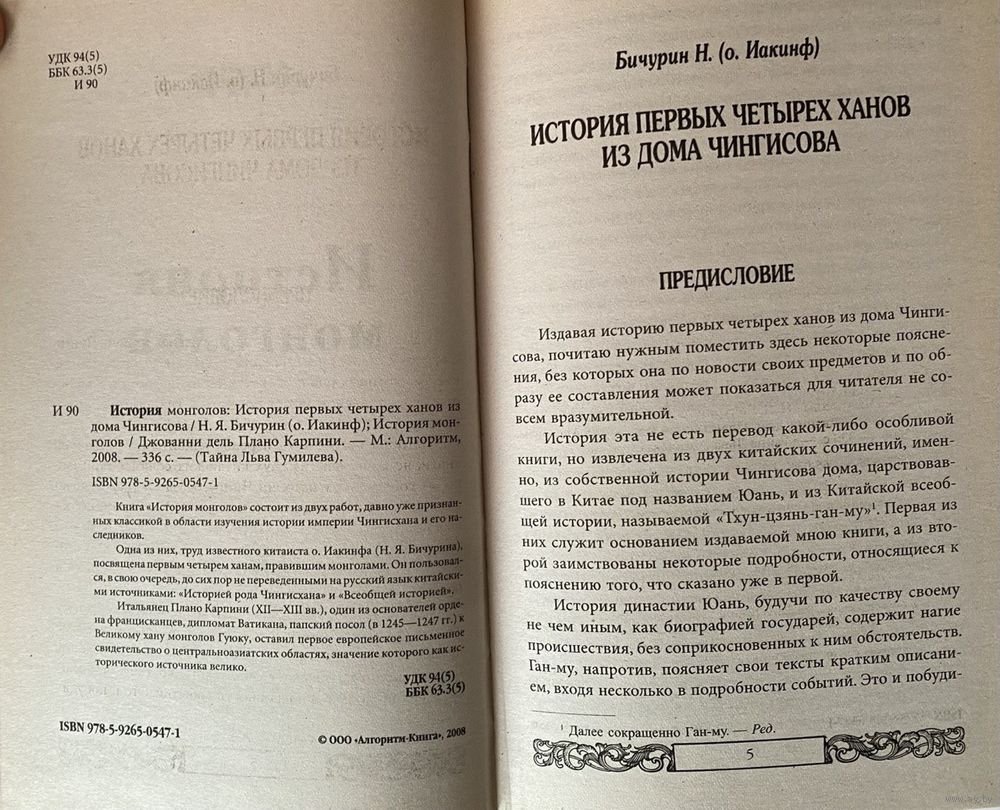 УДК 94(5)
ББК 63.3(5)
И 90
И 90 История монголов: История первых четырех ханов из
дома Чингисова / Н. Я. Бичурин (о. Иакинф); История мон-
голов / Джованни дель Плано Карпини. — М.: Алгоритм,
2008. — 336 с. — (Тайна Льва Гумилева).
ISBN 978-5-9265-0547-1
Книга «История монголов» состоит из двух работ, давно уже признан-
ных классикой в области изучения истории империи Чингисхана и его на-
следников.
Одна из них, труд известного китаиста о. Иакинфа (Н. Я. Бичурина),
посвящена первым четырем ханам, правившим монголами. Он пользовал-
ся, в свою очередь, до сих пор не переведенными на русский язык китайски-
ми источниками: «Историей рода Чингисхана» и «Всеобщей историей».
Итальянец Плано Карпини (XII—XIII вв.), один из основателей орде-
на францисканцев, дипломат Ватикана, папский посол (в 1245—1247 гг.) к
Великому хану монголов Гуюку, оставил первое европейское письменное
свидетельство о центральноазиатских областях, значение которого как ис-
торического источника велико.
УДК 94(5)
ББК 63.3(5)
ISBN 978-5-9265-0547-1
© ООО «Алгоритм-Книга», 2008
Бичурин Н. (о. Иакинф)
ИСТОРИЯ ПЕРВЫХ ЧЕТЫРЕХ ХАНОВ
ИЗ ДОМА ЧИНГИСОВА
ПРЕДИСЛОВИЕ
Издавая историю первых четырех ханов из дома Чинги-
сова, почитаю нужным поместить здесь некоторые поясне-
ния, без которых она по новости своих предметов и по об-
разу ее составления может показаться для читателя не со-
всем вразумительной.
История эта не есть перевод какой-либо особливой
книги, но извлечена из двух китайских сочинений, имен-
но, из собственной истории Чингисова дома, царствовав-
шего в Китае под названием Юань, и из Китайской всеоб-
щей истории, называемой «Тхун-цзянь-ган-му»¹. Первая из
них служит основанием издаваемой мною книги, а из вто-
рой заимствованы некоторые подробности, относящиеся к
пояснению того, что сказано уже в первой.
История династии Юань, будучи по качеству своему
не чем иным, как биографией государей, содержит нагие
происшествия, без соприкосновенных к ним обстоятельств.
Ган-му, напротив, поясняет свои тексты кратким описани-
ем, входя несколько в подробности событий. Это и побуди-
¹ Далее сокращенно Ган-му. — Ред.
5